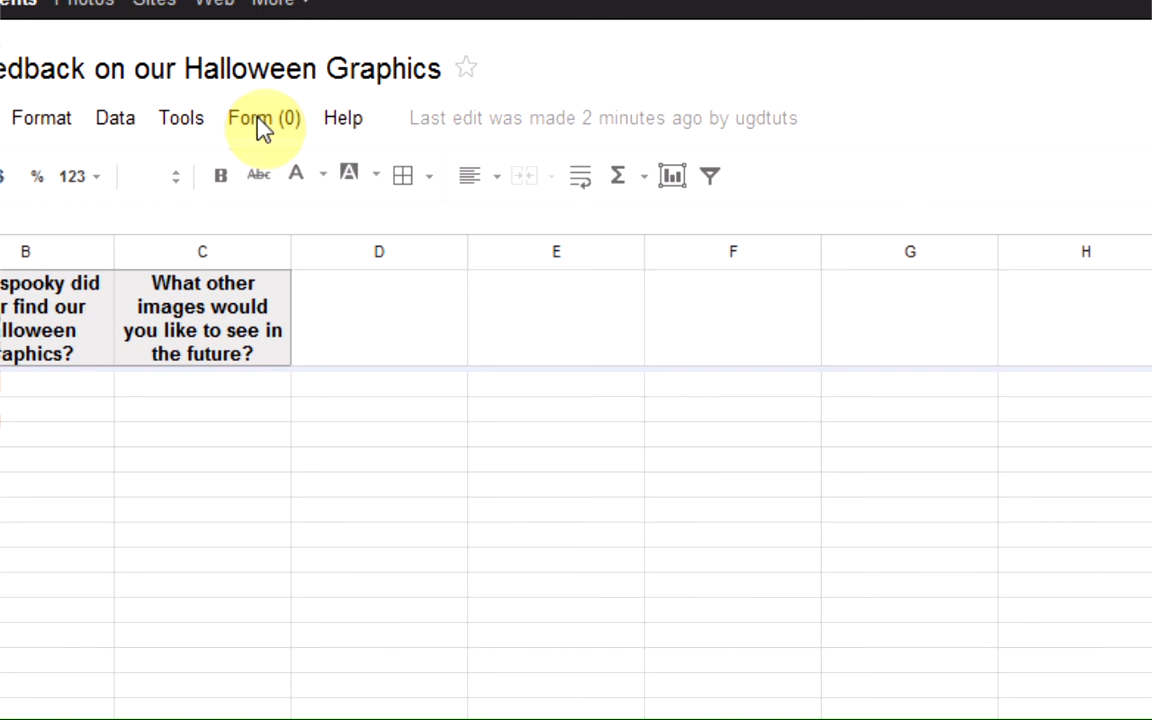 Photos Sites Web More
edback on our Halloween Graphics
Format Data Tools Form (0) Help Last edit was made 2 minutes ago by ugdtuts
% 123 B Abc A A Σ
B C D E F G H
spooky did
r find our
lloween
raphics?
What other
images would
you like to see in
the future?